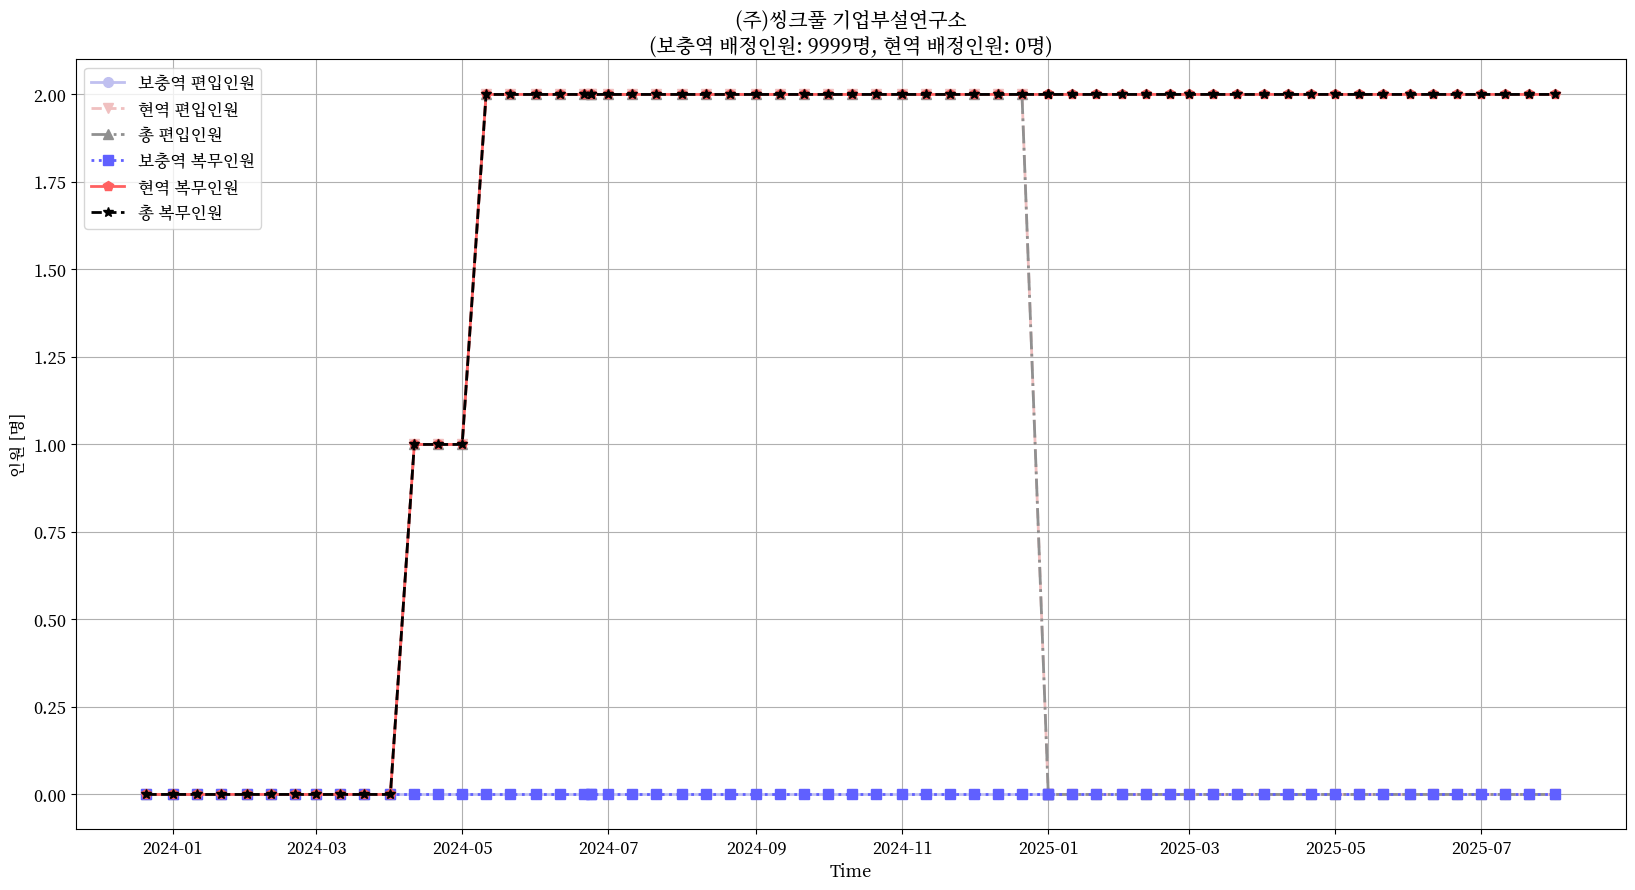 (주)씽크풀 기업부설연구소
(보충역 배정인원: 9999명, 현역 배정인원: 0명)
보충역 편입인원
현역 편입인원
총 편입인원
보충역 복무인원
현역 복무인원
총 복무인원
2.00
1.75
1.50
1.25
1.00
0.75
0.50
0.25
0.00
인원 [명]
2024-01 2024-03 2024-05 2024-07 2024-09 2024-11 2025-01 2025-03 2025-05 2025-07
Time